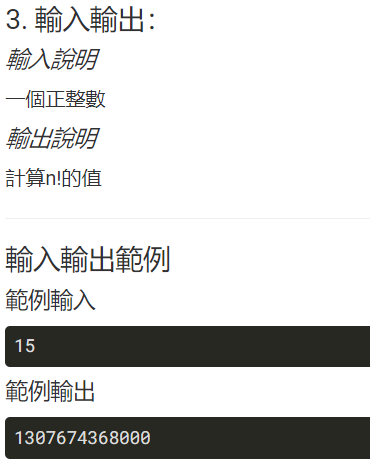 3. 輸入輸出：
輸入說明
一個正整數
輸出說明
計算n!的值
輸入輸出範例
範例輸入
15
範例輸出
1307674368000